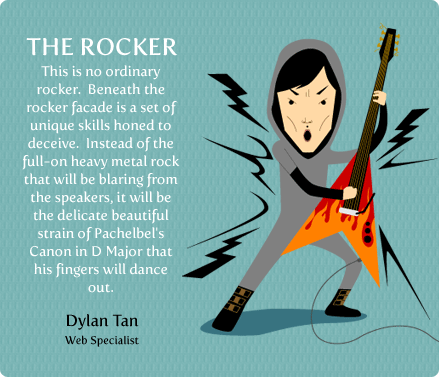 THE ROCKER
This is no ordinary
rocker. Beneath the
rocker facade is a set of
unique skills honed to
deceive. Instead of the
full-on heavy metal rock
that will be blaring from
the speakers, it will be
the delicate beautiful
strain of Pachelbel's
Canon in D Major that
his fingers will dance
out.
Dylan Tan
Web Specialist